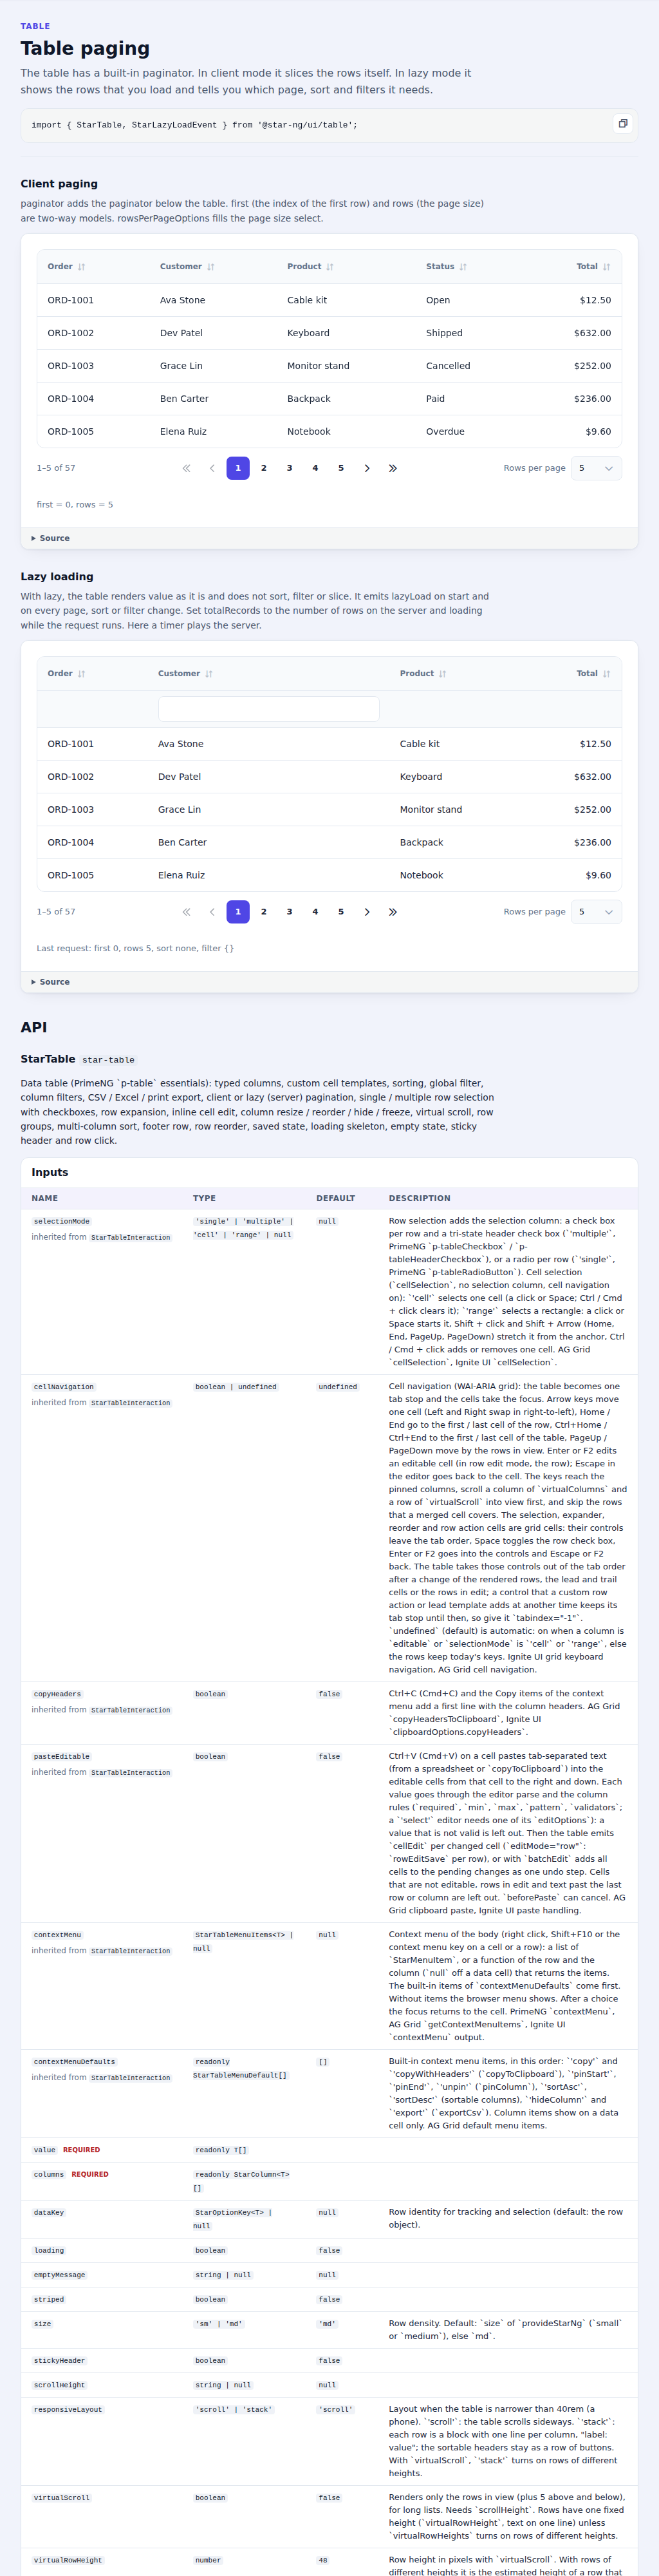 TABLE
Table paging
The table has a built-in paginator. In client mode it slices the rows itself. In lazy mode it
shows the rows that you load and tells you which page, sort and filters it needs.
import { StarTable, StarLazyLoadEvent } from '@star-ng/ui/table';
Client paging
paginator adds the paginator below the table. first (the index of the first row) and rows (the page size)
are two-way models. rowsPerPageOptions fills the page size select.
Order Customer Product Status Total
ORD-1001 Ava Stone Cable kit Open $12.50
ORD-1002 Dev Patel Keyboard Shipped $632.00
ORD-1003 Grace Lin Monitor stand Cancelled $252.00
ORD-1004 Ben Carter Backpack Paid $236.00
ORD-1005 Elena Ruiz Notebook Overdue $9.60
1–5 of 57 1 2 3 4 5 Rows per page 5
first = 0, rows = 5
Source
Lazy loading
With lazy, the table renders value as it is and does not sort, filter or slice. It emits lazyLoad on start and
on every page, sort or filter change. Set totalRecords to the number of rows on the server and loading
while the request runs. Here a timer plays the server.
Order Customer Product Total
ORD-1001 Ava Stone Cable kit $12.50
ORD-1002 Dev Patel Keyboard $632.00
ORD-1003 Grace Lin Monitor stand $252.00
ORD-1004 Ben Carter Backpack $236.00
ORD-1005 Elena Ruiz Notebook $9.60
1–5 of 57 1 2 3 4 5 Rows per page 5
Last request: first 0, rows 5, sort none, filter {}
Source
API
StarTable star-table
Data table (PrimeNG `p-table` essentials): typed columns, custom cell templates, sorting, global filter,
column filters, CSV / Excel / print export, client or lazy (server) pagination, single / multiple row selection
with checkboxes, row expansion, inline cell edit, column resize / reorder / hide / freeze, virtual scroll, row
groups, multi-column sort, footer row, row reorder, saved state, loading skeleton, empty state, sticky
header and row click.
Inputs
NAME TYPE DEFAULT DESCRIPTION
selectionMode 'single' | 'multiple' | null Row selection adds the selection column: a check box
inherited from StarTableInteraction 'cell' | 'range' | null per row and a tri-state header check box (`'multiple'`,
PrimeNG `p-tableCheckbox` / `p-
tableHeaderCheckbox`), or a radio per row (`'single'`,
PrimeNG `p-tableRadioButton`). Cell selection
(`cellSelection`, no selection column, cell navigation
on): `'cell'` selects one cell (a click or Space; Ctrl / Cmd
+ click clears it); `'range'` selects a rectangle: a click or
Space starts it, Shift + click and Shift + Arrow (Home,
End, PageUp, PageDown) stretch it from the anchor, Ctrl
/ Cmd + click adds or removes one cell. AG Grid
`cellSelection`, Ignite UI `cellSelection`.
cellNavigation boolean | undefined undefined Cell navigation (WAI-ARIA grid): the table becomes one
inherited from StarTableInteraction tab stop and the cells take the focus. Arrow keys move
one cell (Left and Right swap in right-to-left), Home /
End go to the first / last cell of the row, Ctrl+Home /
Ctrl+End to the first / last cell of the table, PageUp /
PageDown move by the rows in view. Enter or F2 edits
an editable cell (in row edit mode, the row); Escape in
the editor goes back to the cell. The keys reach the
pinned columns, scroll a column of `virtualColumns` and
a row of `virtualScroll` into view first, and skip the rows
that a merged cell covers. The selection, expander,
reorder and row action cells are grid cells: their controls
leave the tab order, Space toggles the row check box,
Enter or F2 goes into the controls and Escape or F2
back. The table takes those controls out of the tab order
after a change of the rendered rows, the lead and trail
cells or the rows in edit; a control that a custom row
action or lead template adds at another time keeps its
tab stop until then, so give it `tabindex="-1"`.
`undefined` (default) is automatic: on when a column is
`editable` or `selectionMode` is `'cell'` or `'range'`, else
the rows keep today's keys. Ignite UI grid keyboard
navigation, AG Grid cell navigation.
copyHeaders boolean false Ctrl+C (Cmd+C) and the Copy items of the context
inherited from StarTableInteraction menu add a first line with the column headers. AG Grid
`copyHeadersToClipboard`, Ignite UI
`clipboardOptions.copyHeaders`.
pasteEditable boolean false Ctrl+V (Cmd+V) on a cell pastes tab-separated text
inherited from StarTableInteraction (from a spreadsheet or `copyToClipboard`) into the
editable cells from that cell to the right and down. Each
value goes through the editor parse and the column
rules (`required`, `min`, `max`, `pattern`, `validators`;
a `'select'` editor needs one of its `editOptions`): a
value that is not valid is left out. Then the table emits
`cellEdit` per changed cell (`editMode="row"`:
`rowEditSave` per row), or with `batchEdit` adds all
cells to the pending changes as one undo step. Cells
that are not editable, rows in edit and text past the last
row or column are left out. `beforePaste` can cancel. AG
Grid clipboard paste, Ignite UI paste handling.
contextMenu StarTableMenuItems<T> | null null Context menu of the body (right click, Shift+F10 or the
inherited from StarTableInteraction context menu key on a cell or a row): a list of
`StarMenuItem`, or a function of the row and the
column (`null` off a data cell) that returns the items.
The built-in items of `contextMenuDefaults` come first.
Without items the browser menu shows. After a choice
the focus returns to the cell. PrimeNG `contextMenu`,
AG Grid `getContextMenuItems`, Ignite UI
`contextMenu` output.
contextMenuDefaults readonly StarTableMenuDefault[] [] Built-in context menu items, in this order: `'copy'` and
inherited from StarTableInteraction `'copyWithHeaders'` (`copyToClipboard`), `'pinStart'`,
`'pinEnd'`, `'unpin'` (`pinColumn`), `'sortAsc'`,
`'sortDesc'` (sortable columns), `'hideColumn'` and
`'export'` (`exportCsv`). Column items show on a data
cell only. AG Grid default menu items.
value REQUIRED readonly T[]
columns REQUIRED readonly StarColumn<T>[]
dataKey StarOptionKey<T> | null null Row identity for tracking and selection (default: the row
object).
loading boolean false
emptyMessage string | null null
striped boolean false
size 'sm' | 'md' 'md' Row density. Default: `size` of `provideStarNg` (`small`
or `medium`), else `md`.
stickyHeader boolean false
scrollHeight string | null null
responsiveLayout 'scroll' | 'stack' 'scroll' Layout when the table is narrower than 40rem (a
phone). `'scroll'`: the table scrolls sideways. `'stack'`:
each row is a block with one line per column, "label:
value"; the sortable headers stay as a row of buttons.
With `virtualScroll`, `'stack'` turns on rows of different
heights.
virtualScroll boolean false Renders only the rows in view (plus 5 above and below),
for long lists. Needs `scrollHeight`. Rows have one fixed
height (`virtualRowHeight`, text on one line) unless
`virtualRowHeights` turns on rows of different heights.
virtualRowHeight number 48 Row height in pixels with `virtualScroll`. With rows of
different heights it is the estimated height of a row that